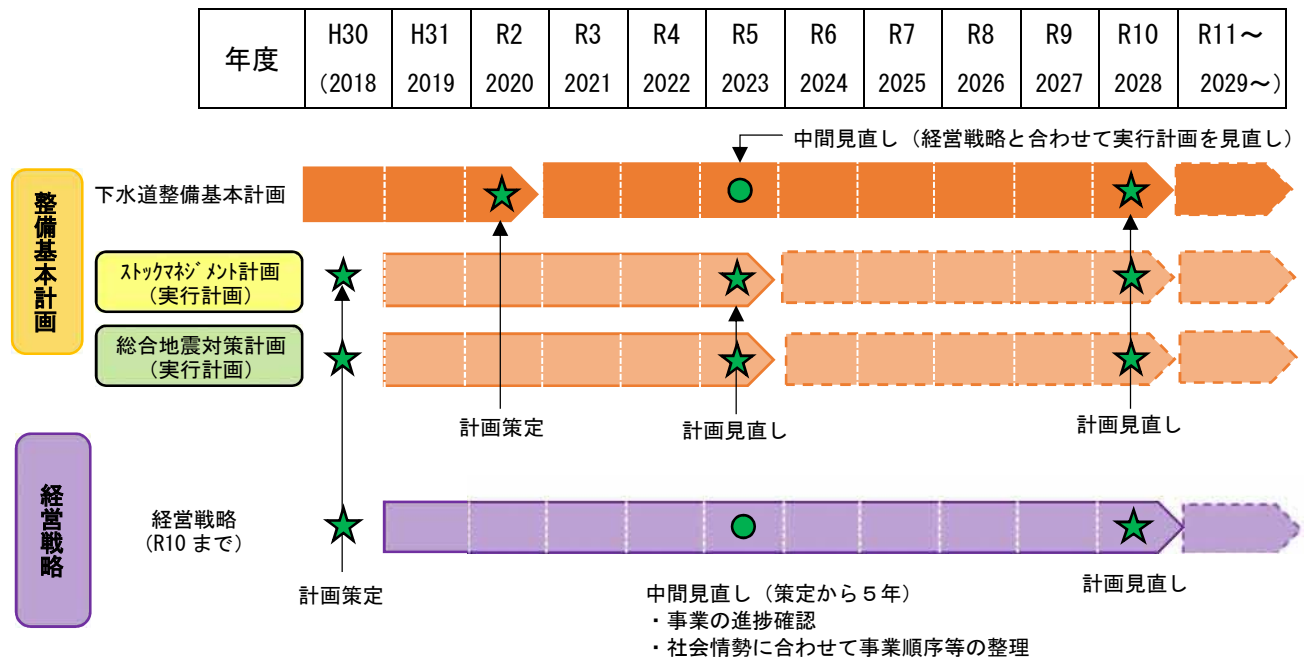 年度
H30 H31 R2 R3 R4 R5 R6 R7 R8 R9 R10 R11～
（2018 2019 2020 2021 2022 2023 2024 2025 2026 2027 2028 2029～）
中間見直し（経営戦略と合わせて実行計画を見直し）
整備基本計画
下水道整備基本計画
ｽﾄｯｸﾏﾈｼﾞﾒﾝﾄ計画
（実行計画）
総合地震対策計画
（実行計画）
計画策定
計画見直し
計画見直し
経営戦略
経営戦略
（R10 まで）
計画策定
中間見直し（策定から５年）
・事業の進捗確認
・社会情勢に合わせて事業順序等の整理
計画見直し